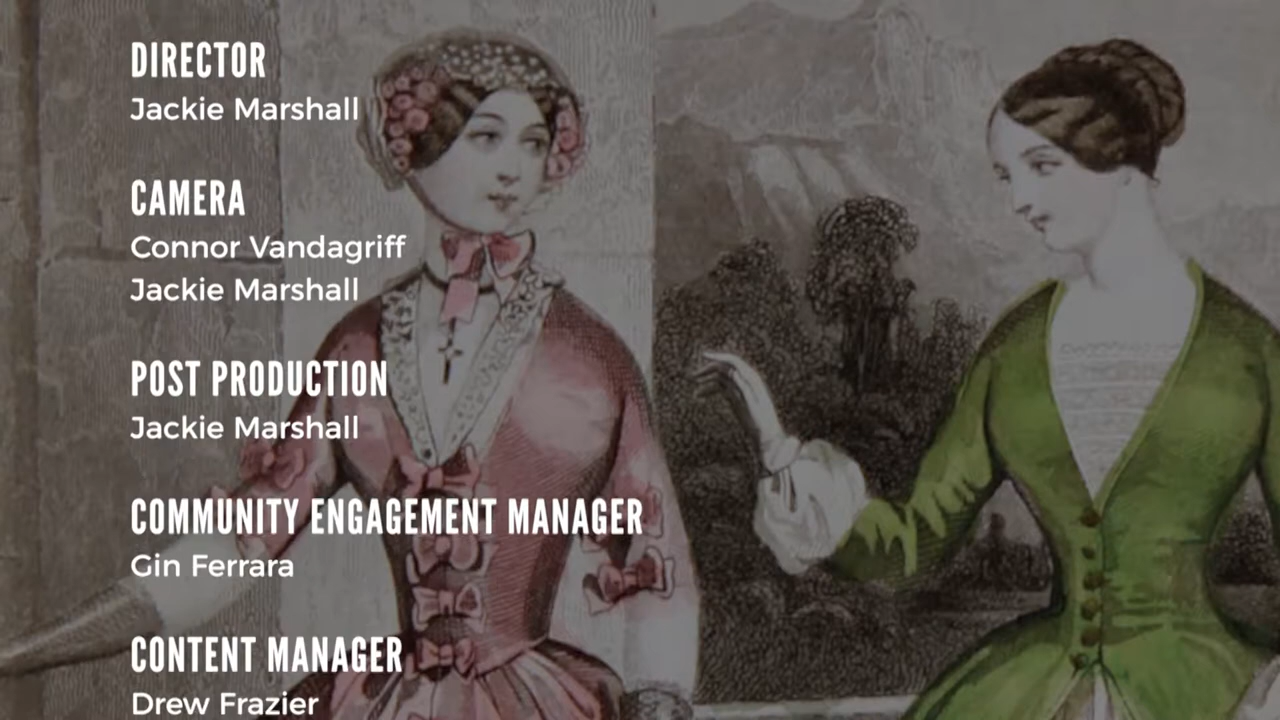 DIRECTOR
Jackie Marshall
CAMERA
Connor Vandagriff
Jackie Marshall
POST PRODUCTION
Jackie Marshall
COMMUNITY ENGAGEMENT MANAGER
Gin Ferrara
CONTENT MANAGER
Drew Frazier